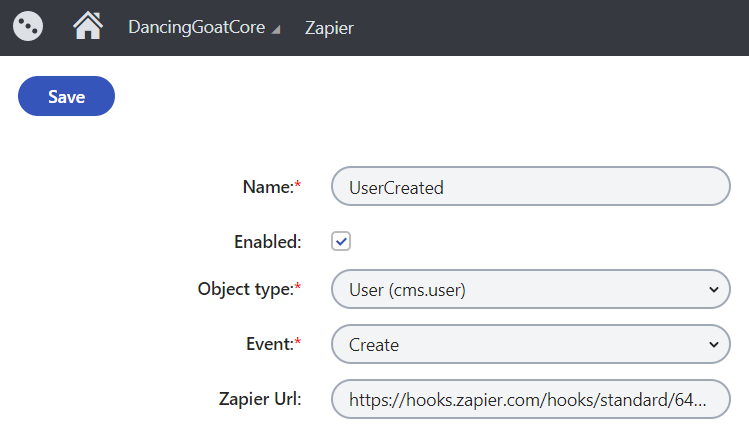 DancingGoatCore Zapier
Save
Name:* UserCreated
Enabled:
Object type:* User (cms.user)
Event:* Create
Zapier Url: https://hooks.zapier.com/hooks/standard/64...